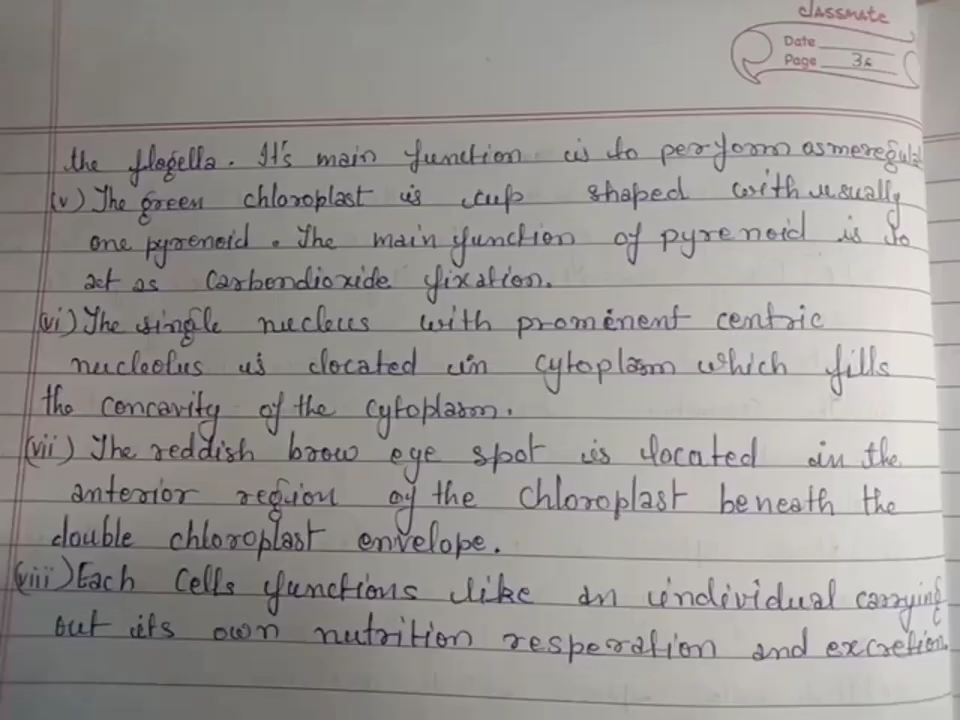 classmate
Date
Page 36
the flagella. It's main function is to perform osmeregula
(v) The green chloroplast is cup shaped with usually
one pyrenoid. The main function of pyrenoid is to
act as Carbondioxide fixation.
(vi) The single nucleus with prominent centric
nucleolus is located in cytoplasm which fills
the concavity of the cytoplasm.
(vii) The reddish brow eye spot is located in the
anterior region of the chloroplast beneath the
double chloroplast envelope.
(viii) Each Cells functions like an individual carrying
out its own nutrition resperation and excretion.